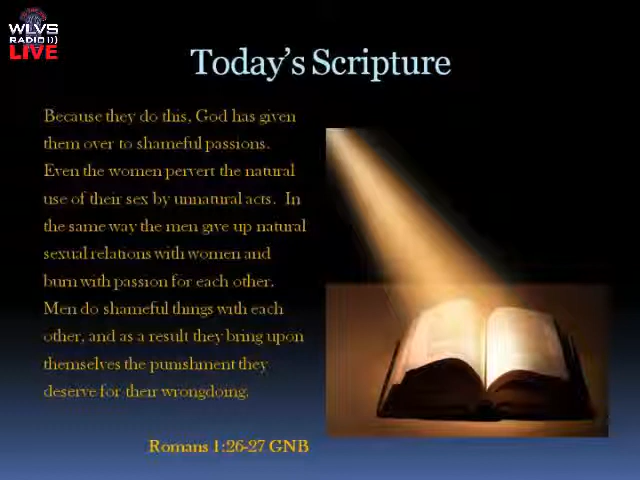 WLVS
RADIO
LIVE
Today's Scripture
Because they do this, God has given
them over to shameful passions.
Even the women pervert the natural
use of their sex by unnatural acts. In
the same way the men give up natural
sexual relations with women and
burn with passion for each other.
Men do shameful things with each
other, and as a result they bring upon
themselves the punishment they
deserve for their wrongdoing.
Romans 1:26-27 GNB